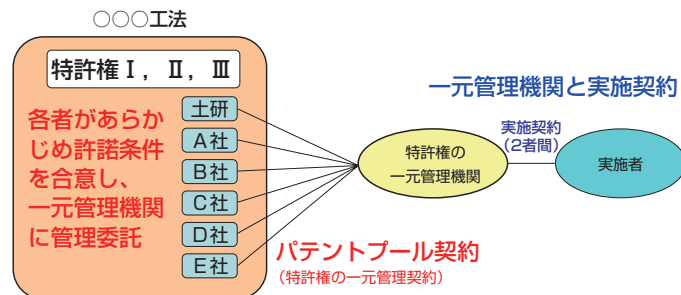 ○○○工法
特許権Ⅰ，Ⅱ，Ⅲ
各者があらか
じめ許諾条件
を合意し、
一元管理機関
に管理委託
土研
A社
B社
C社
D社
E社
一元管理機関と実施契約
特許権の
一元管理機関
実施契約
(2者間)
実施者
パテントプール契約
（特許権の一元管理契約）